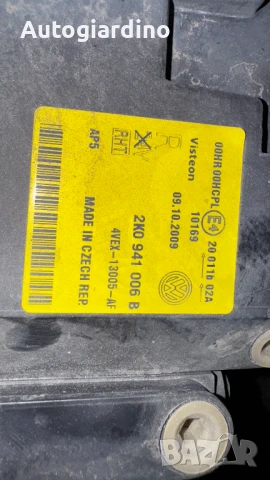 Autogiardino
00HR00HCPL
E4
20 011b 02A
10169
Visteon
09.10.2009
R
RHT
AP5
2K0 941 006 B
4VEX-13005-AF
MADE IN CZECH REP.
bazar